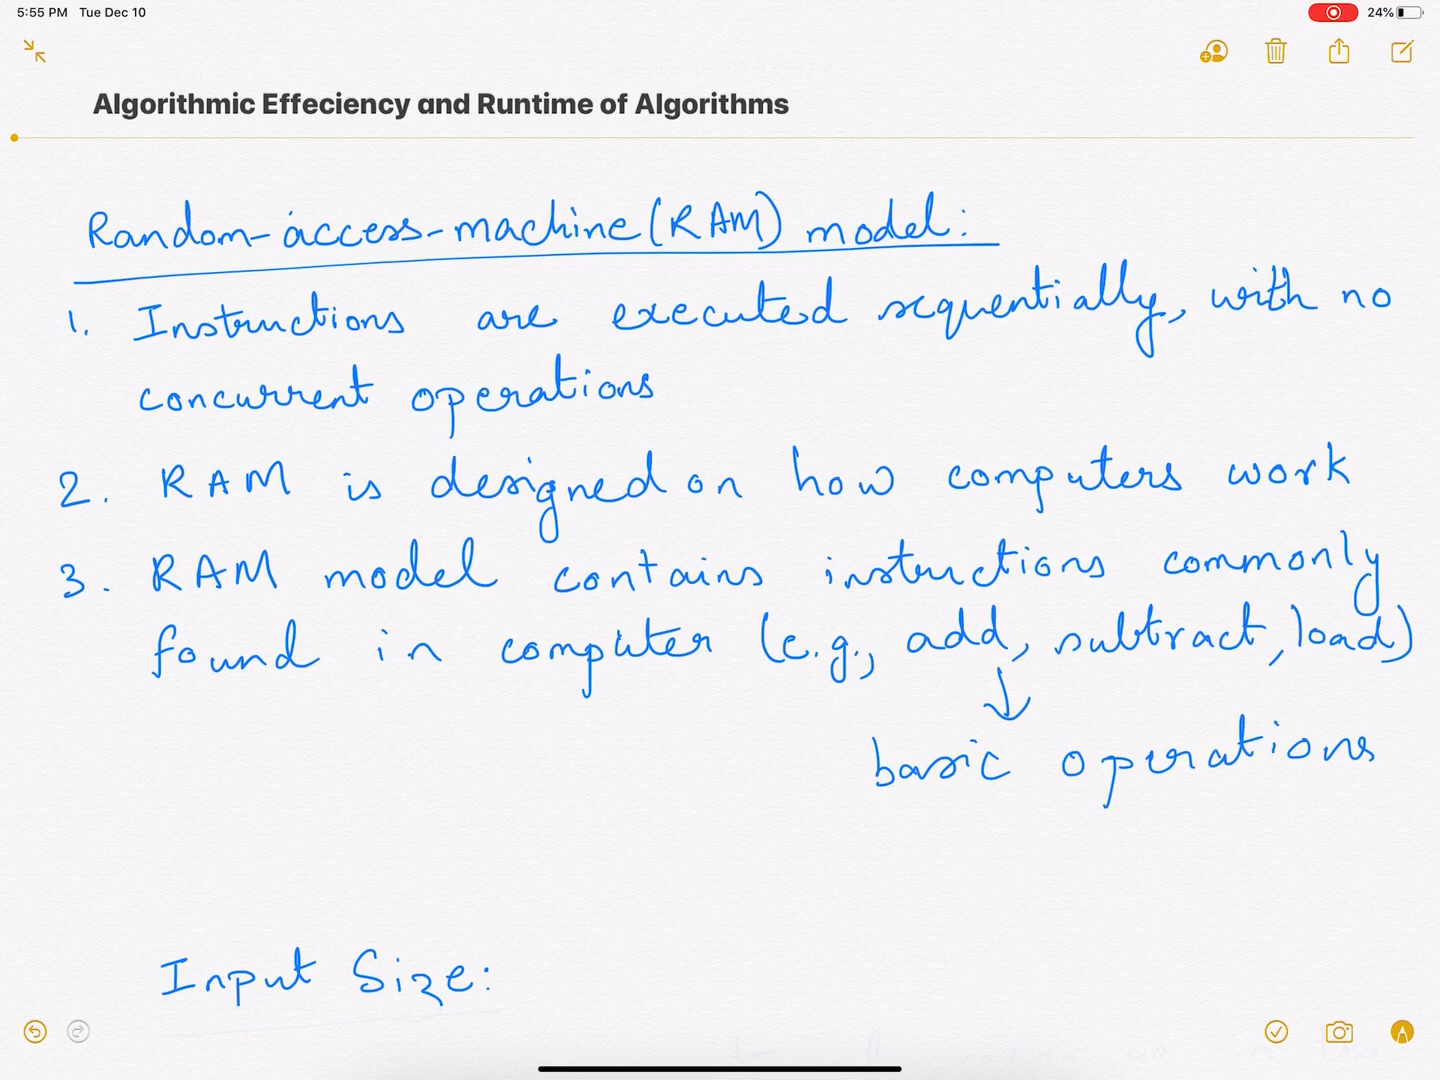 5:55 PM Tue Dec 10
24%
Algorithmic Effeciency and Runtime of Algorithms
Random-access-machine(RAM) model:
1. Instructions are executed sequentially, with no
concurrent operations
2. RAM is designed on how computers work
3. RAM model contains instructions commonly
found in computer (e.g., add, subtract, load)
↓
basic operations
Input Size: